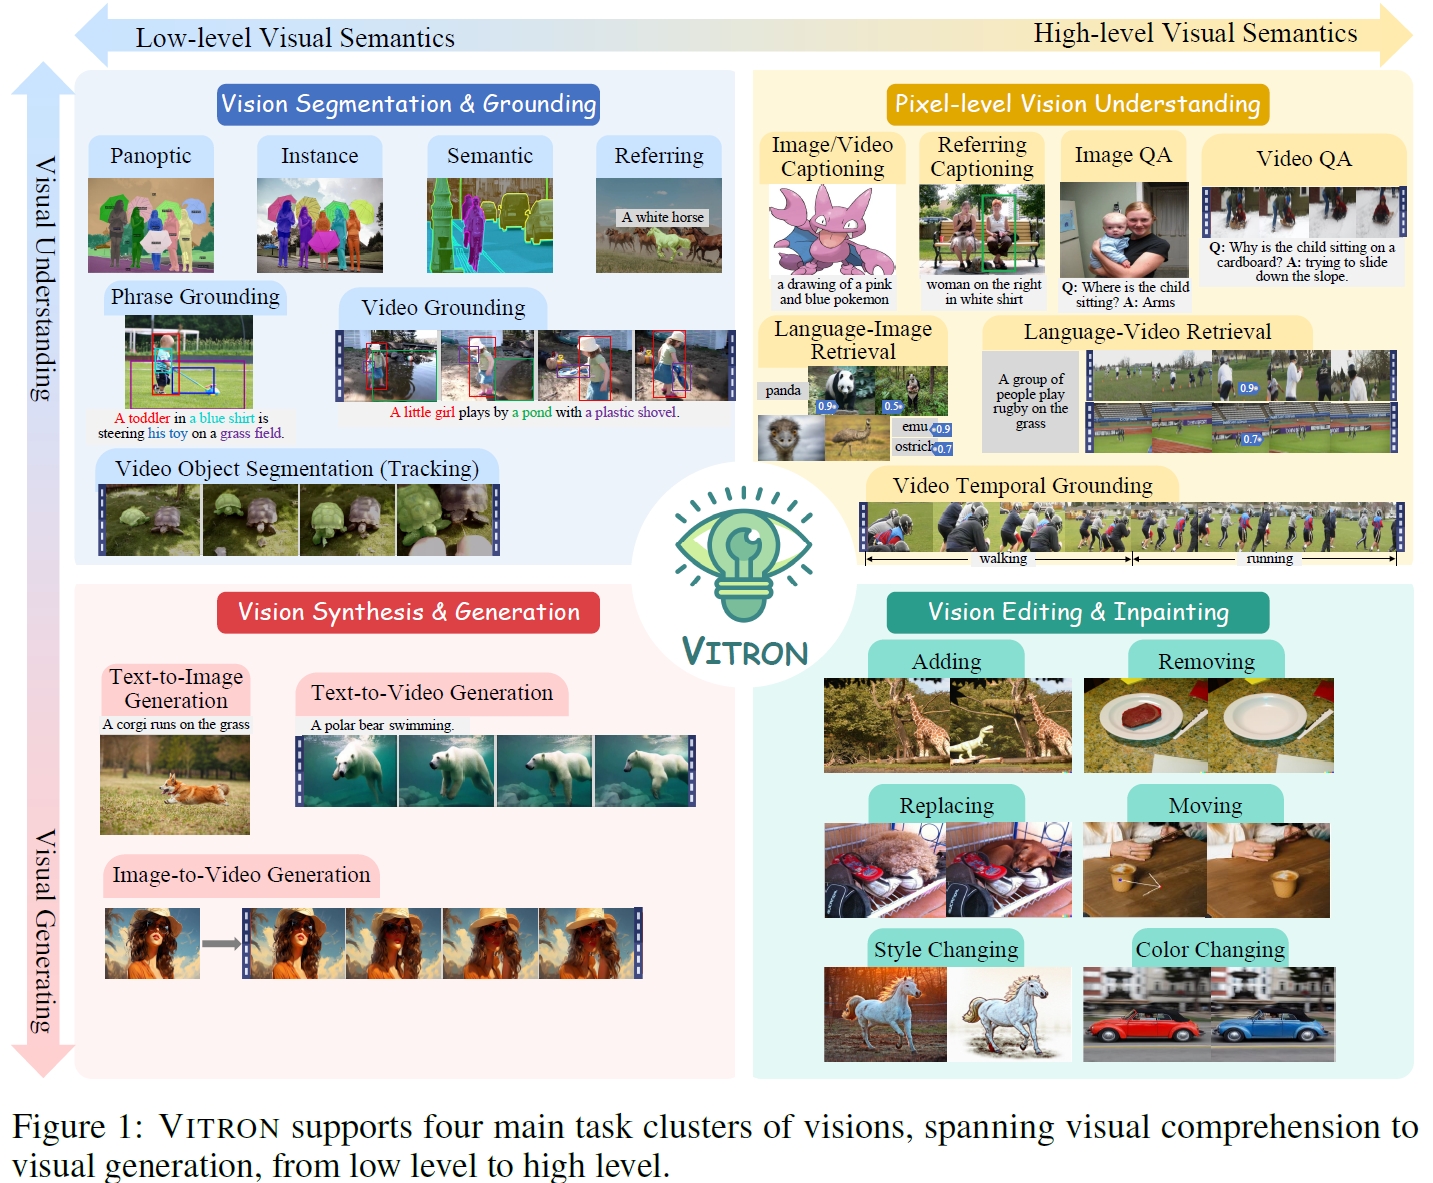 Low-level Visual Semantics
High-level Visual Semantics
Visual Understanding
Visual Generating
Vision Segmentation & Grounding
Panoptic
Instance
Semantic
Referring
A white horse
Phrase Grounding
A toddler in a blue shirt is
steering his toy on a grass field.
Video Grounding
A little girl plays by a pond with a plastic shovel.
Video Object Segmentation (Tracking)
Pixel-level Vision Understanding
Image/Video
Captioning
a drawing of a pink
and blue pokemon
Referring
Captioning
woman on the right
in white shirt
Image QA
Q: Where is the child
sitting? A: Arms
Video QA
Q: Why is the child sitting on a
cardboard? A: trying to slide
down the slope.
Language-Image
Retrieval
panda
0.9
0.5
emu
0.9
ostrich
0.7
Language-Video Retrieval
A group of
people play
rugby on the
grass
0.9
0.7
Video Temporal Grounding
walking
running
VITRON
Vision Synthesis & Generation
Text-to-Image
Generation
A corgi runs on the grass
Text-to-Video Generation
A polar bear swimming.
Image-to-Video Generation
Vision Editing & Inpainting
Adding
Removing
Replacing
Moving
Style Changing
Color Changing
Figure 1: VITRON supports four main task clusters of visions, spanning visual comprehension to
visual generation, from low level to high level.